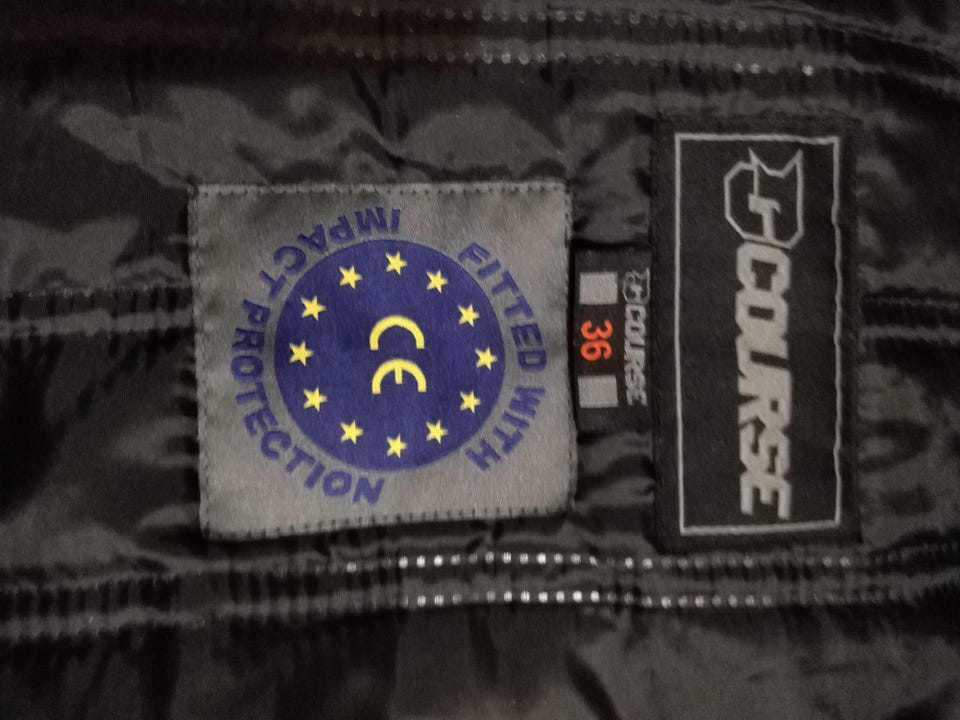 COURSE
COURSE
36
FITTED WITH
IMPACT PROTECTION
CE